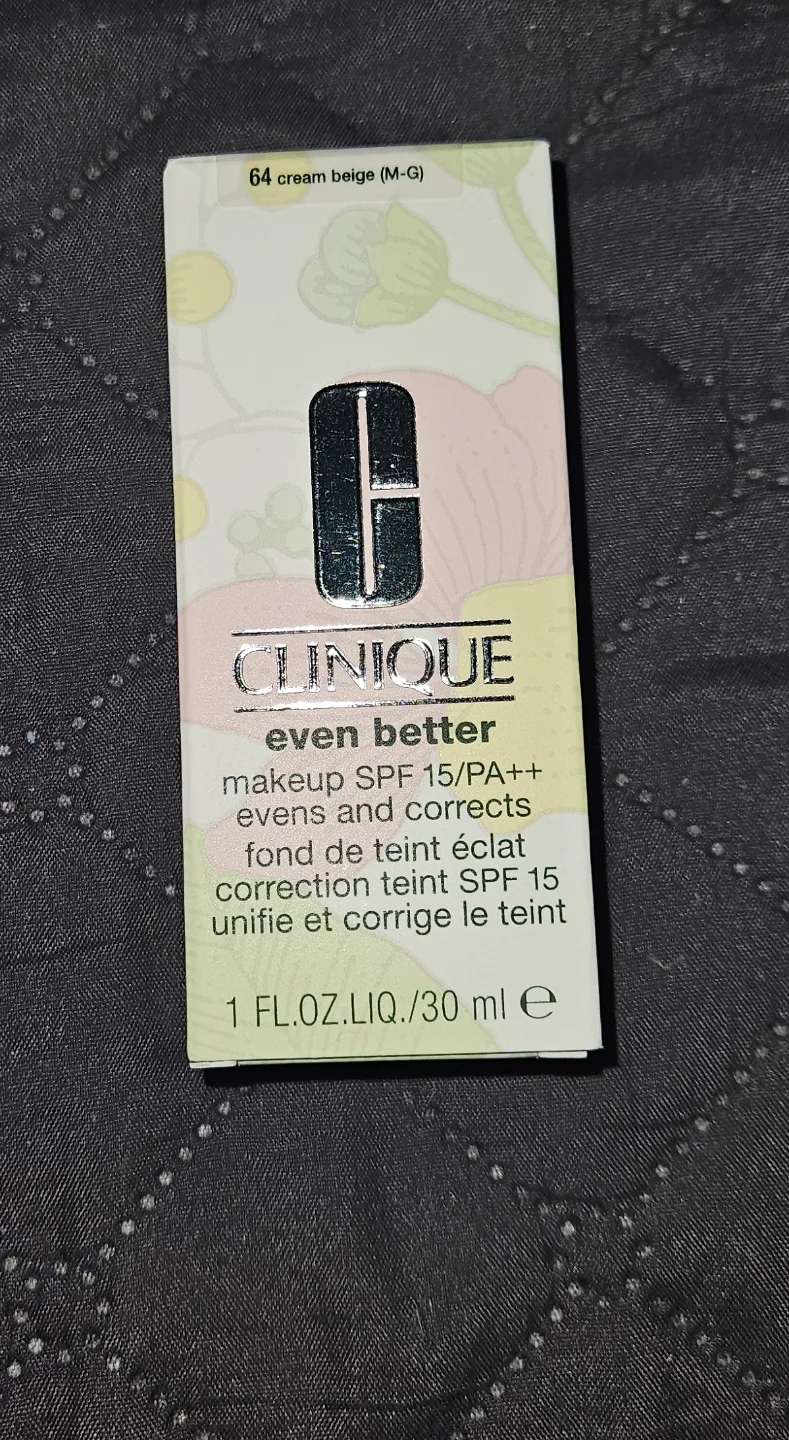 64 cream beige (M-G)
CLINIQUE
even better
makeup SPF 15/PA++
evens and corrects
fond de teint éclat
correction teint SPF 15
unifie et corrige le teint
1 FL.OZ.LIQ./30 ml ℮